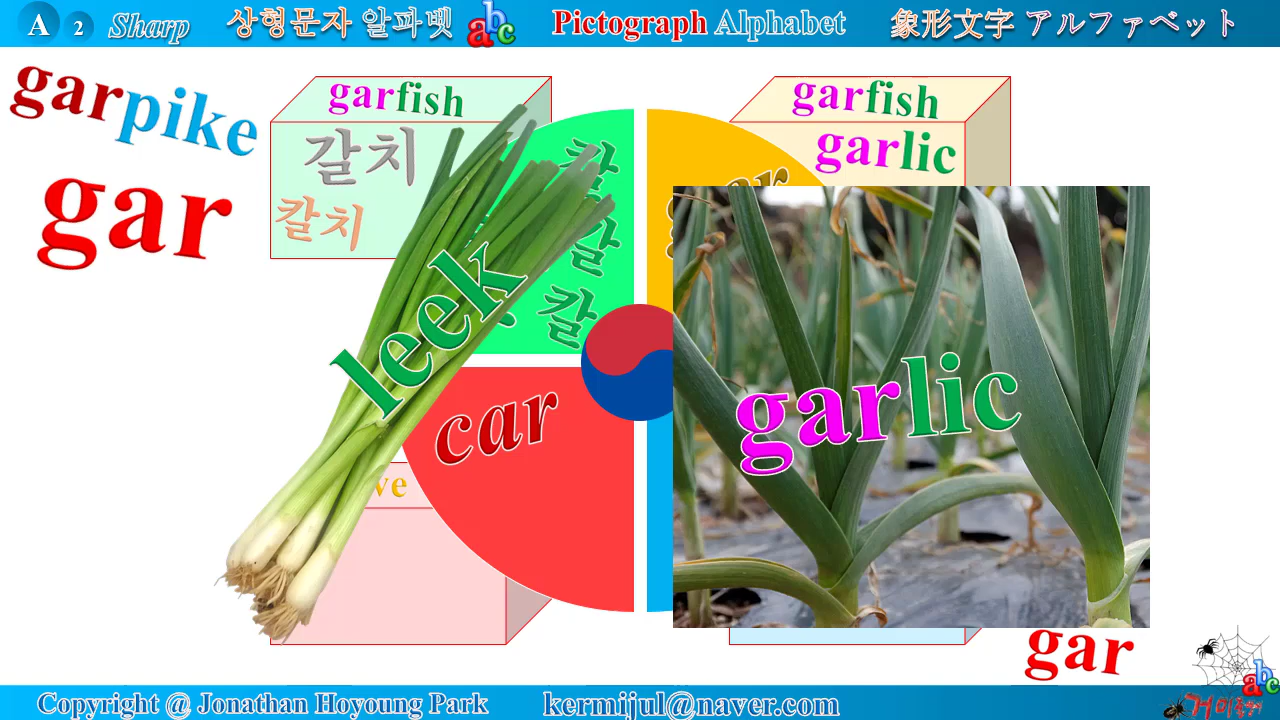 A 2 Sharp 상형문자 알파벳 abc Pictograph Alphabet 象形文字 アルファベット
garpike
gar
garfish
갈치
칼치
garfish
garlic
칼
leek
car
garlic
gar
abc
Copyright @ Jonathan Hoyoung Park kermijul@naver.com